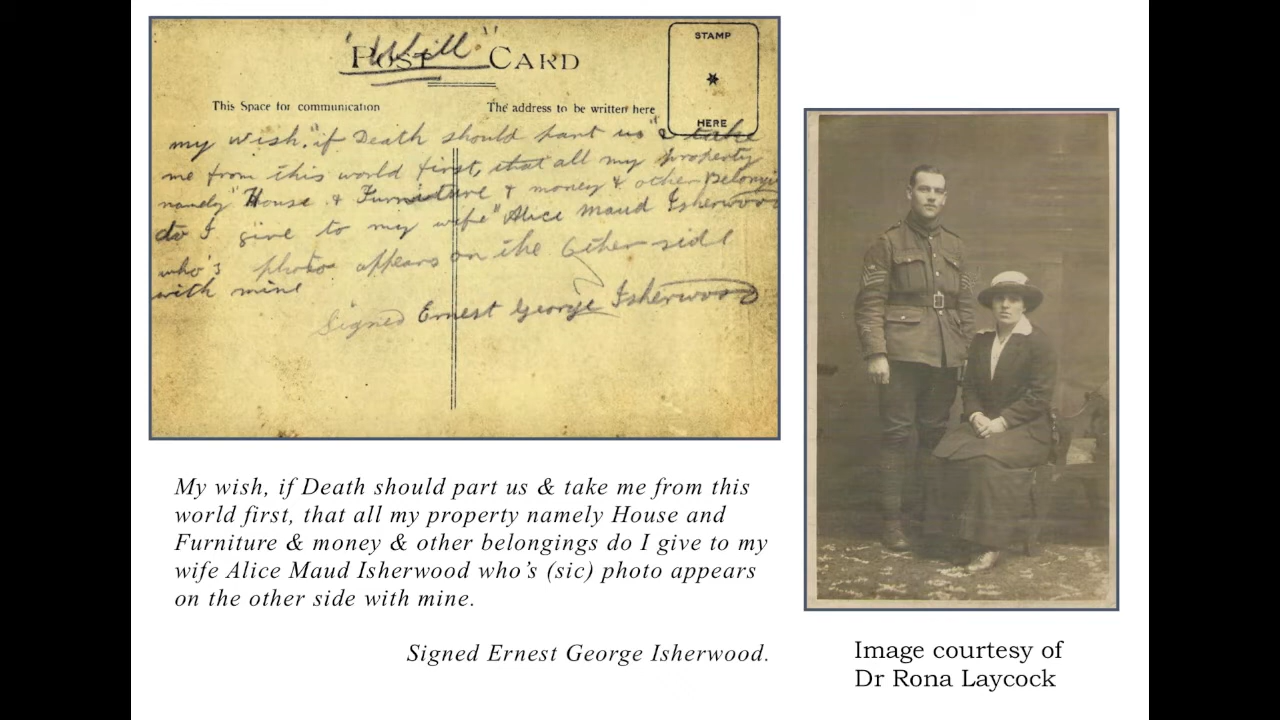 "Will"
POST CARD
STAMP
HERE
This Space for communication
The address to be written here
my wish, "if Death should part us" & take
me from this world first, that all my property
namely "House & Furniture & money & other Belongi
do I give to my wife "Alice Maud Isherwood
who's photo appears on the other side
with mine
Signed Ernest George Isherwood
My wish, if Death should part us & take me from this
world first, that all my property namely House and
Furniture & money & other belongings do I give to my
wife Alice Maud Isherwood who's (sic) photo appears
on the other side with mine.
Signed Ernest George Isherwood.
Image courtesy of
Dr Rona Laycock